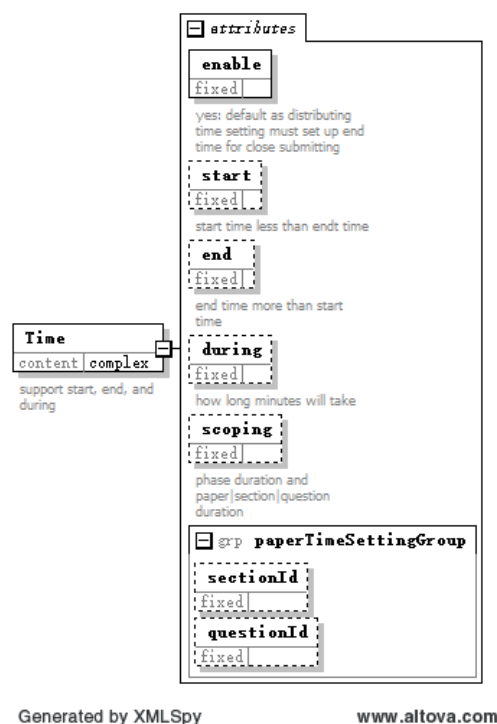 attributes
enable
fixed
yes: default as distributing
time setting must set up end
time for close submitting
start
fixed
start time less than endt time
end
fixed
end time more than start
time
Time
content complex
support start, end, and
during
during
fixed
how long minutes will take
scoping
fixed
phase duration and
paper|section|question
duration
grp paperTimeSettingGroup
sectionId
fixed
questionId
fixed
Generated by XMLSpy www.altova.com